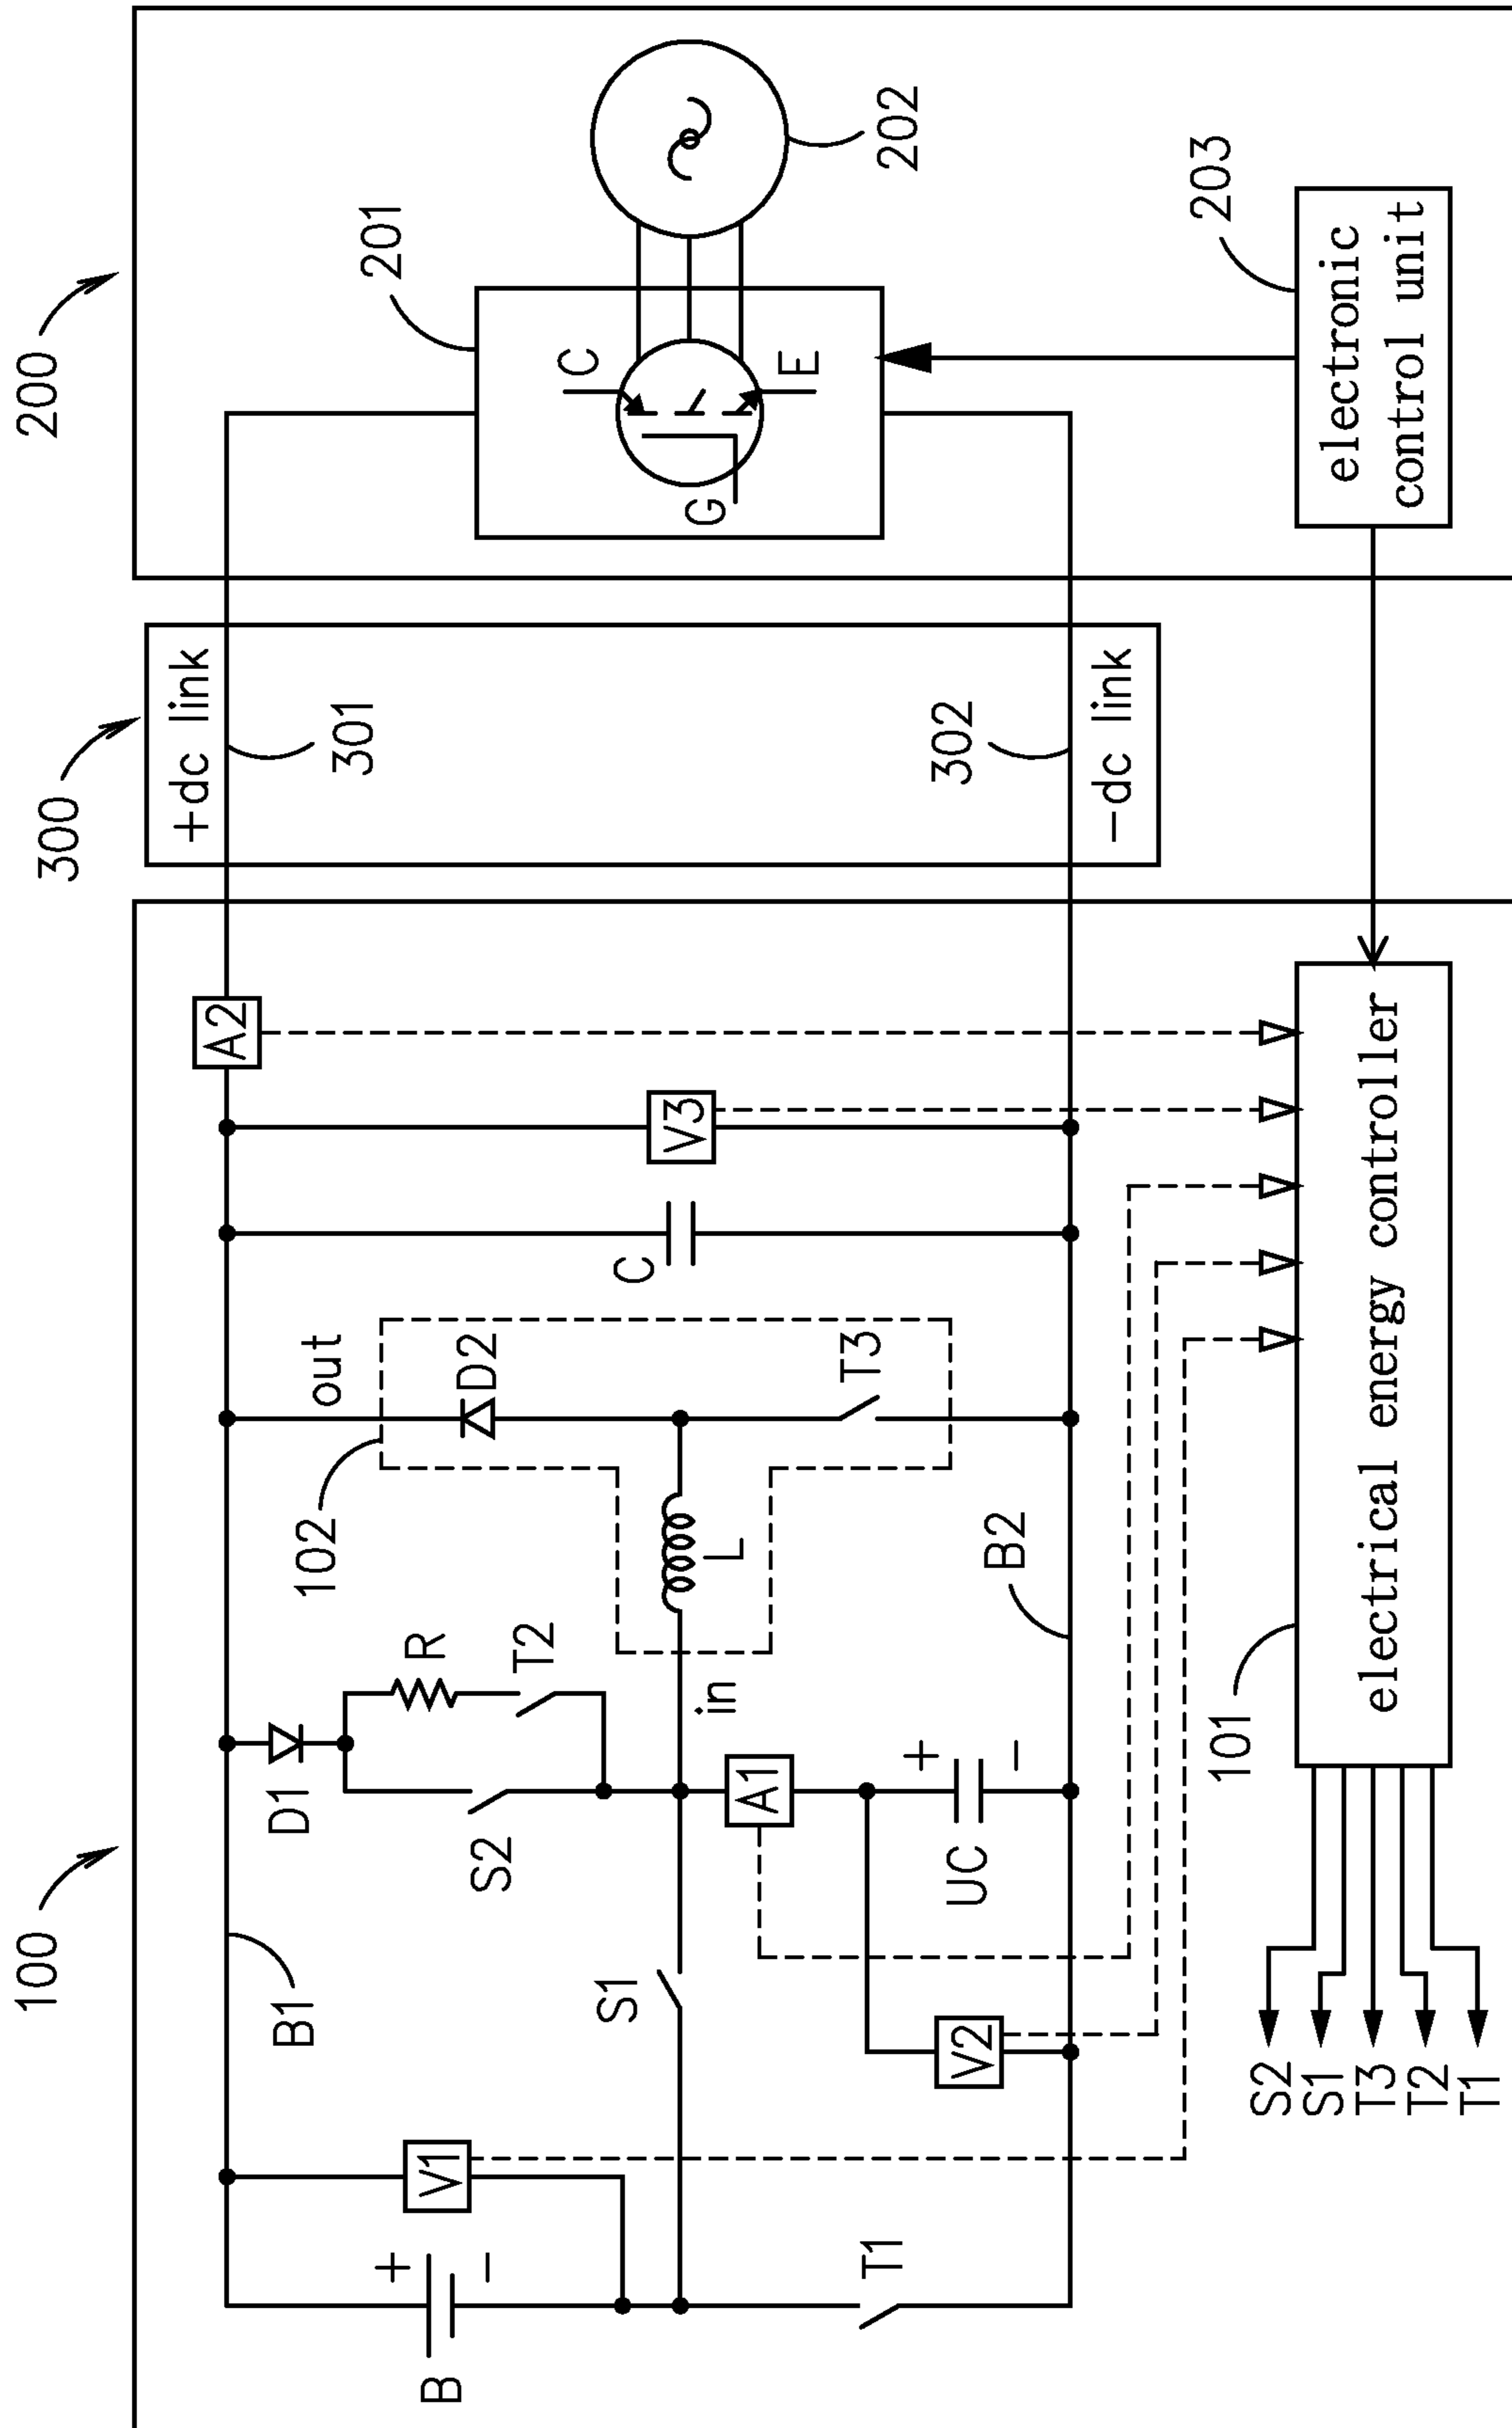 100
300
200
B1
D1
S2
R
T2
102
out
D2
L
in
T3
C
V3
A2
+dc link
301
302
-dc link
201
C
G
E
202
203
electronic
control unit
B
+
-
V1
S1
T1
V2
A1
UC
+
-
B2
101
electrical energy controller
S2
S1
T3
T2
T1